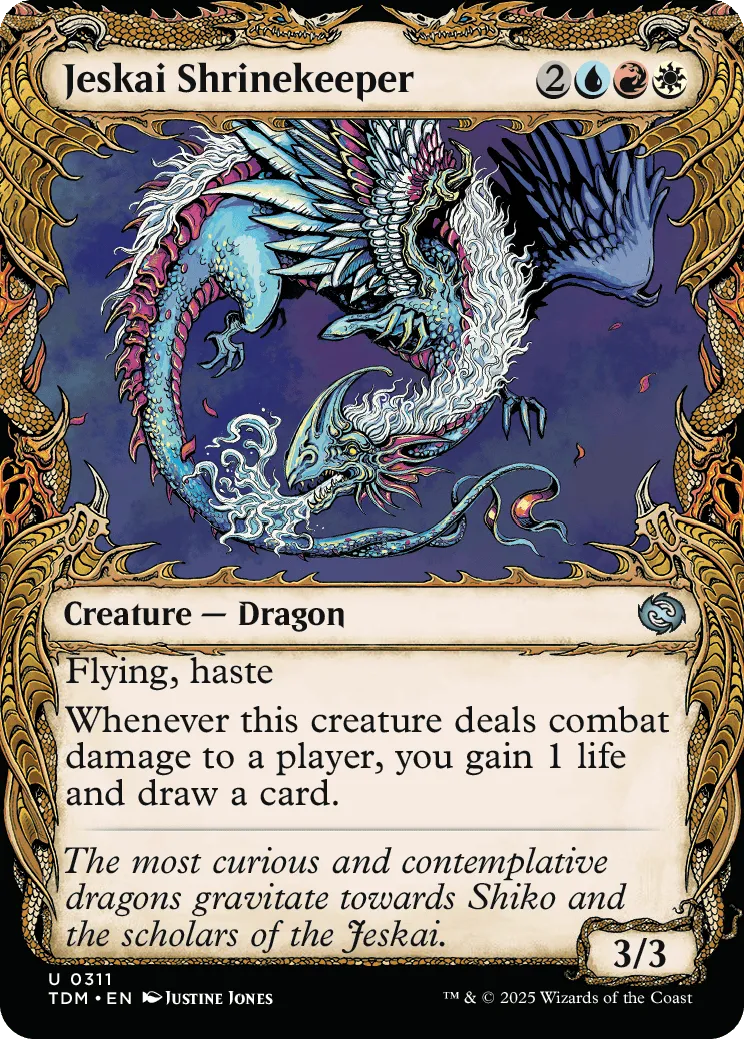 Jeskai Shrinekeeper 2
Creature — Dragon
Flying, haste
Whenever this creature deals combat
damage to a player, you gain 1 life
and draw a card.
The most curious and contemplative
dragons gravitate towards Shiko and
the scholars of the Jeskai.
3/3
U 0311
TDM • EN Justine Jones
™ & © 2025 Wizards of the Coast